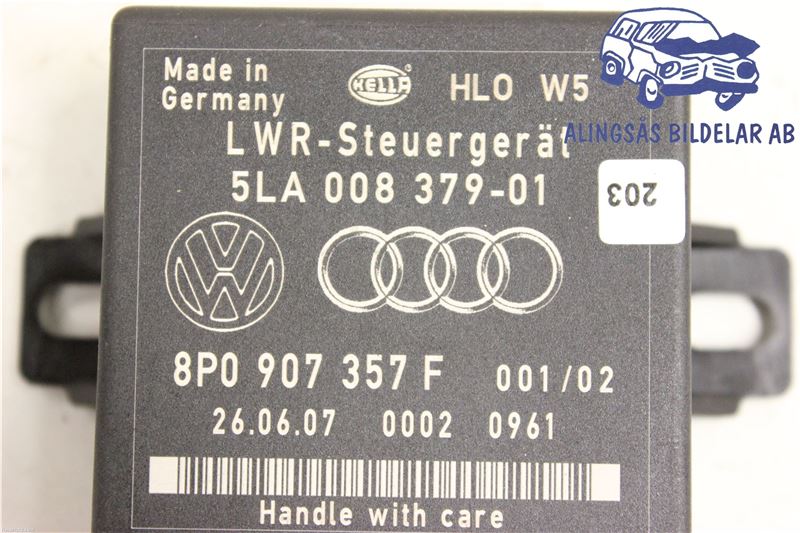 Made in
Germany
HELLA
HLO W5
ALINGSÅS BILDELAR AB
LWR-Steuergerät
5LA 008 379-01
203
8P0 907 357 F 001/02
26.06.07 0002 0961
Handle with care